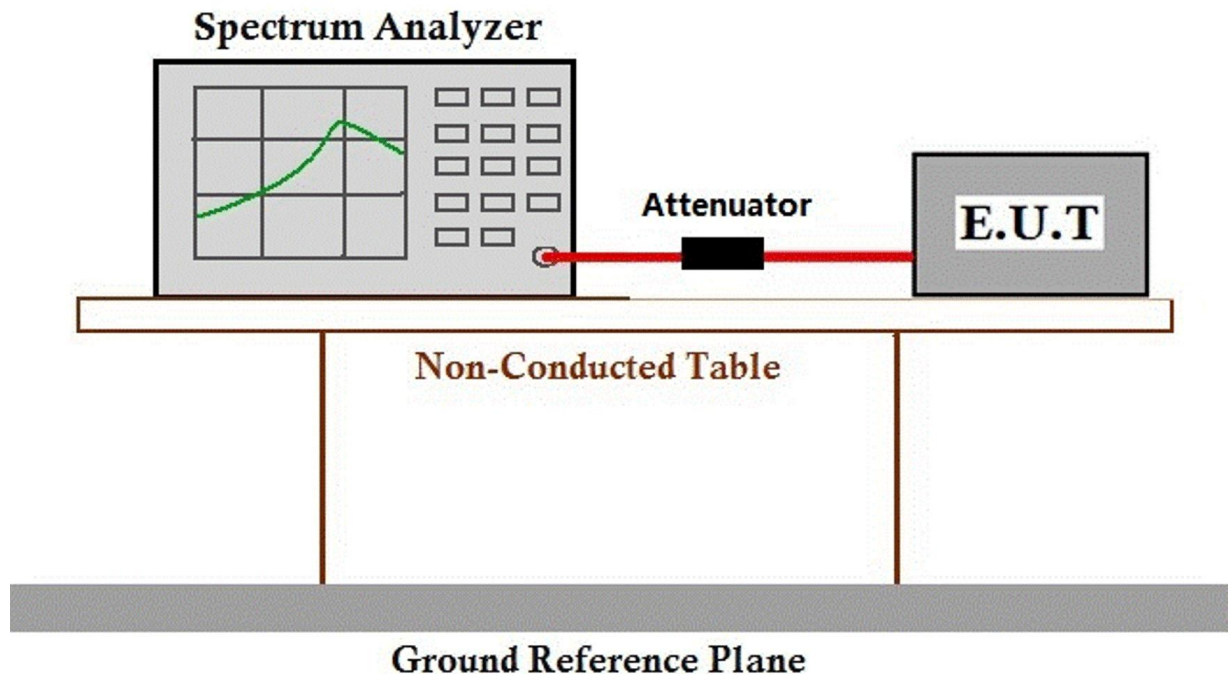 Spectrum Analyzer
Attenuator
E.U.T
Non-Conducted Table
Ground Reference Plane